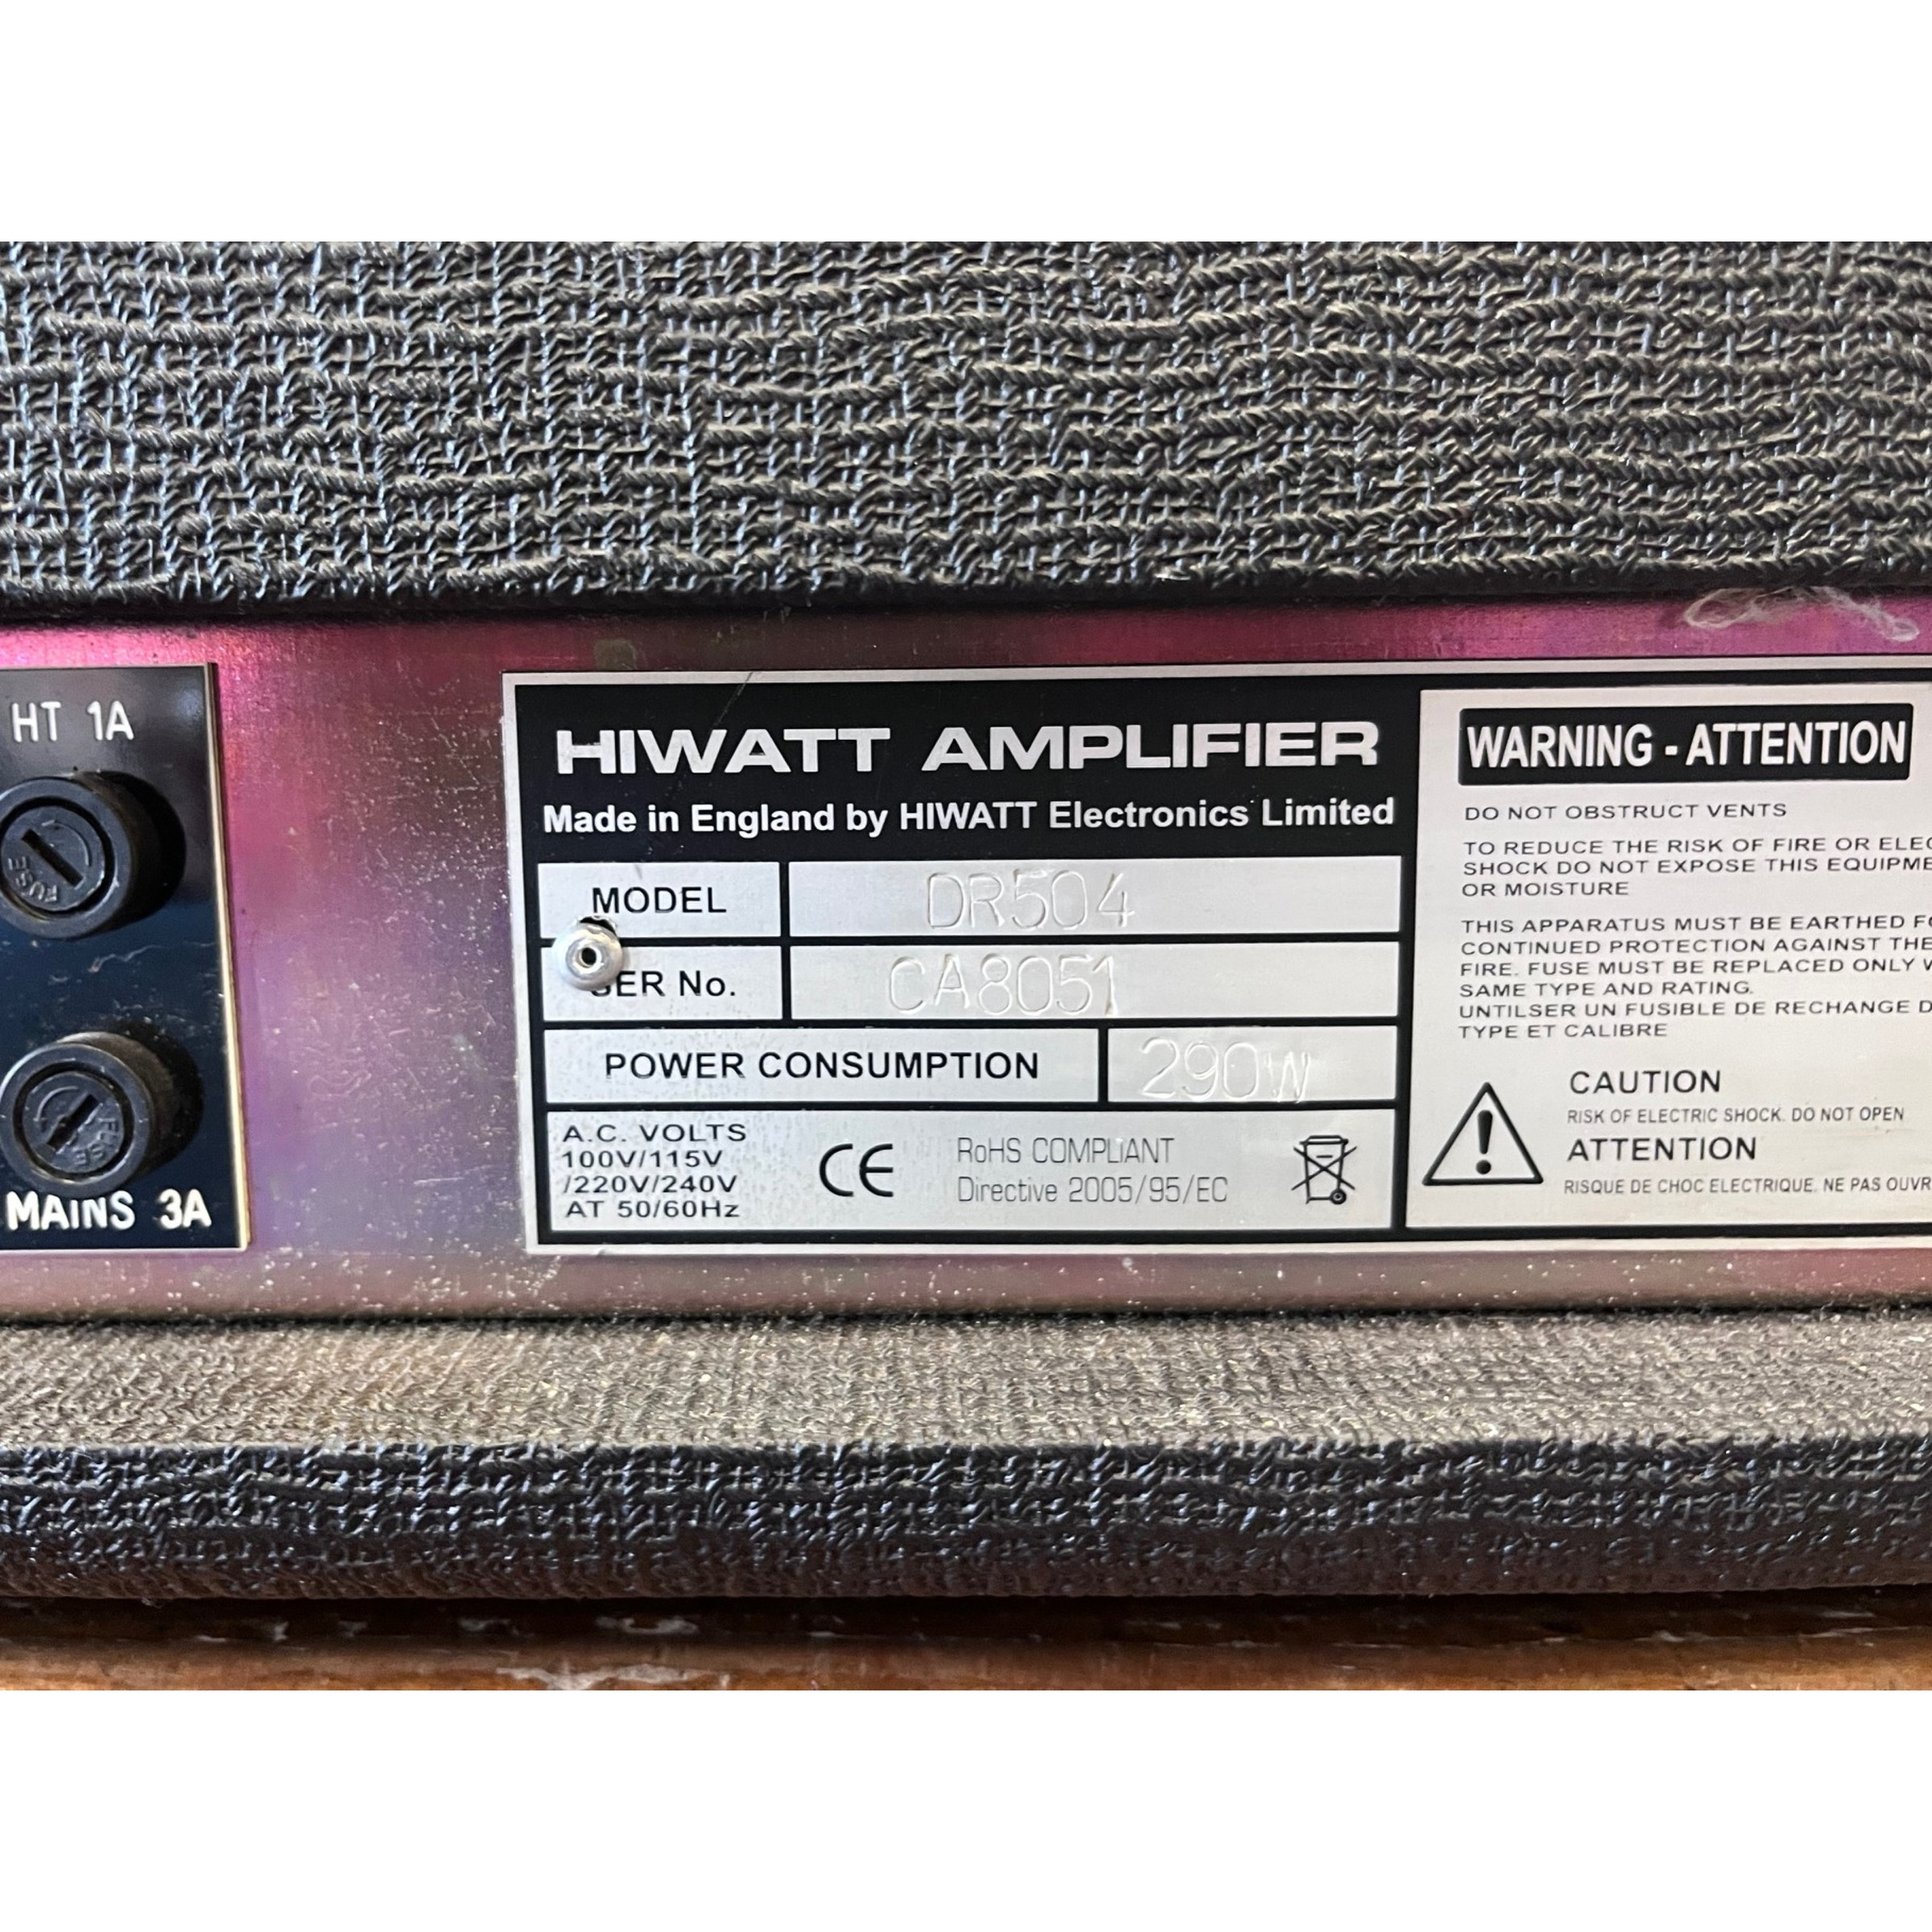 HT 1A
FUSE
FUSE
MAINS 3A
HIWATT AMPLIFIER
Made in England by HIWATT Electronics Limited
MODEL DR504
SER No. CA8051
POWER CONSUMPTION 290W
A.C. VOLTS
100V/115V
/220V/240V
AT 50/60Hz
CE
RoHS COMPLIANT
Directive 2005/95/EC
WARNING - ATTENTION
DO NOT OBSTRUCT VENTS
TO REDUCE THE RISK OF FIRE OR ELEC
SHOCK DO NOT EXPOSE THIS EQUIPME
OR MOISTURE
THIS APPARATUS MUST BE EARTHED FO
CONTINUED PROTECTION AGAINST THE
FIRE. FUSE MUST BE REPLACED ONLY W
SAME TYPE AND RATING.
UNTILSER UN FUSIBLE DE RECHANGE D
TYPE ET CALIBRE
CAUTION
RISK OF ELECTRIC SHOCK. DO NOT OPEN
ATTENTION
RISQUE DE CHOC ELECTRIQUE. NE PAS OUVR